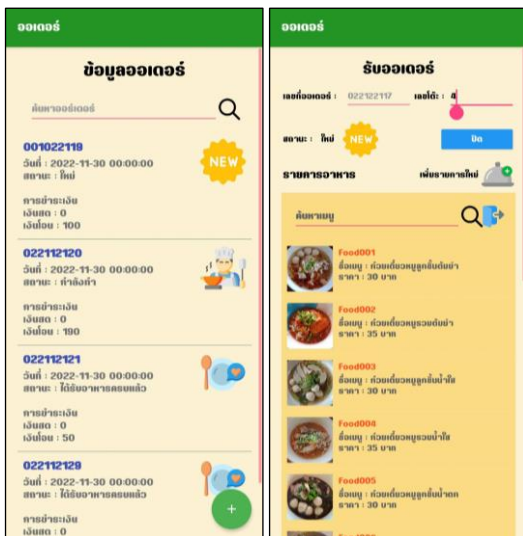 ออเดอร์
ข้อมูลออเดอร์
ค้นหาออร์เดอร์
001022119
วันที่ : 2022-11-30 00:00:00
สถานะ : ใหม่
NEW
การชำระเงิน
เงินสด : 0
เงินโอน : 100
022112120
วันที่ : 2022-11-30 00:00:00
สถานะ : กำลังทำ
การชำระเงิน
เงินสด : 0
เงินโอน : 190
022112121
วันที่ : 2022-11-30 00:00:00
สถานะ : ได้รับอาหารครบแล้ว
การชำระเงิน
เงินสด : 0
เงินโอน : 50
022112129
วันที่ : 2022-11-30 00:00:00
สถานะ : ได้รับอาหารครบแล้ว
การชำระเงิน
เงินสด : 0
+
ออเดอร์
รับออเดอร์
เลขที่ออเดอร์ : 022122117 เลขโต๊ะ : 4
สถานะ : ใหม่ NEW ปิด
รายการอาหาร เพิ่มรายการใหม่
ค้นหาเมนู
Food001
ชื่อเมนู : ก๋วยเตี๋ยวหมูลูกชิ้นต้มยำ
ราคา : 30 บาท
Food002
ชื่อเมนู : ก๋วยเตี๋ยวหมูรวมต้มยำ
ราคา : 35 บาท
Food003
ชื่อเมนู : ก๋วยเตี๋ยวหมูลูกชิ้นน้ำใส
ราคา : 30 บาท
Food004
ชื่อเมนู : ก๋วยเตี๋ยวหมูรวมน้ำใส
ราคา : 35 บาท
Food005
ชื่อเมนู : ก๋วยเตี๋ยวหมูลูกชิ้นน้ำตก
ราคา : 30 บาท